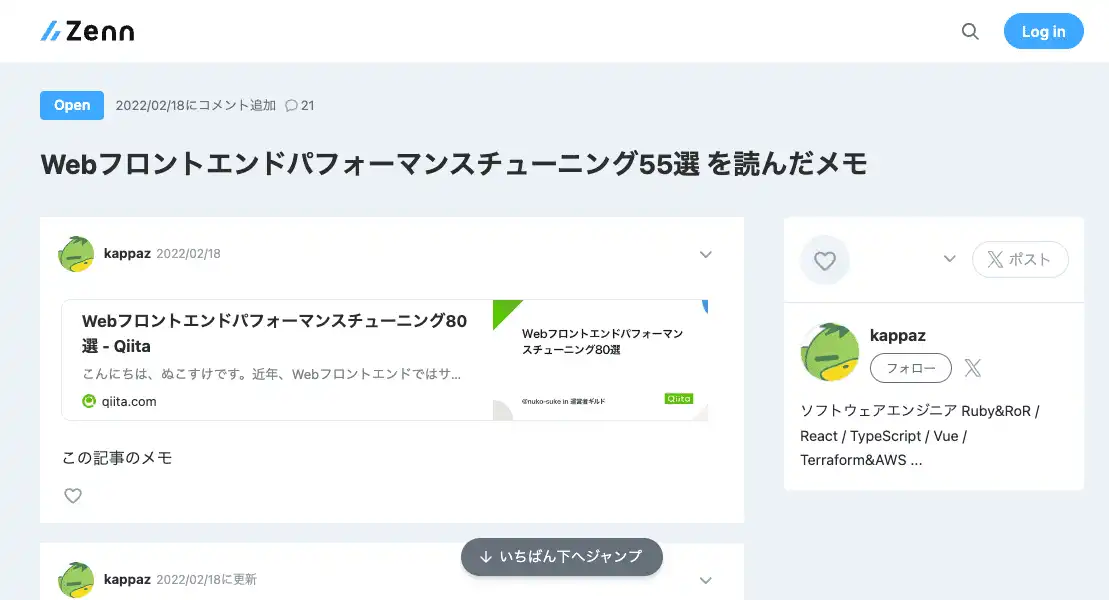 Zenn
Log in
Open 2022/02/18にコメント追加 21
Webフロントエンドパフォーマンスチューニング55選 を読んだメモ
kappaz 2022/02/18
Webフロントエンドパフォーマンスチューニング80
選 - Qiita
こんにちは、ぬこすけです。近年、Webフロントエンドではサ...
qiita.com
Webフロントエンドパフォーマン
スチューニング80選
@nuko-suke in 運営者ギルド
Qiita
この記事のメモ
ポスト
kappaz
フォロー
ソフトウェアエンジニア Ruby&RoR /
React / TypeScript / Vue /
Terraform&AWS ...
いちばん下へジャンプ
kappaz 2022/02/18に更新